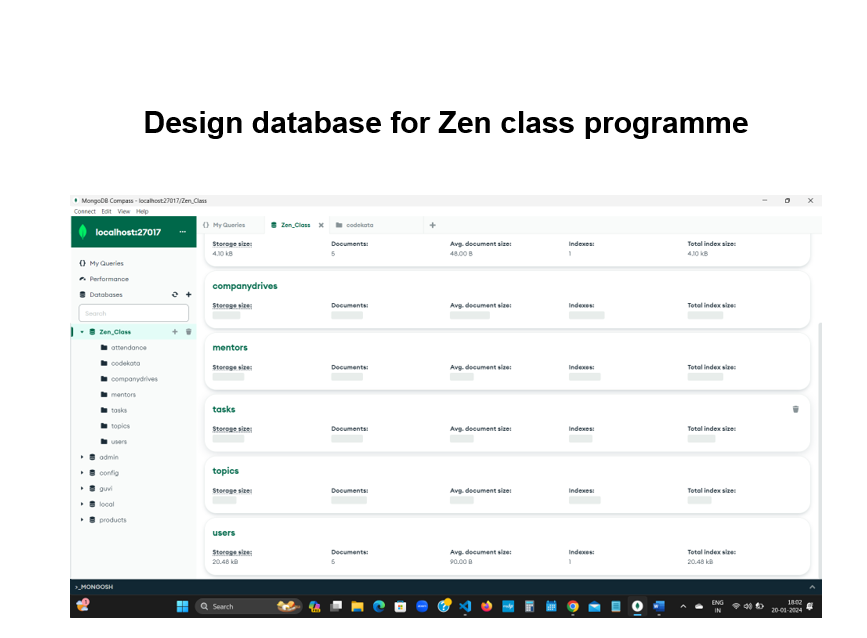 Design database for Zen class programme
MongoDB Compass - localhost:27017/Zen_Class
Connect Edit View Help
localhost:27017 ...
{} My Queries
Zen_Class
codekata
+
{} My Queries
Performance
Databases
Search
Zen_Class
attendance
codekata
companydrives
mentors
tasks
topics
users
admin
config
guvi
local
products
Storage size: Documents: Avg. document size: Indexes: Total index size:
4.10 kB 5 48.00 B 1 4.10 kB
companydrives
Storage size: Documents: Avg. document size: Indexes: Total index size:
mentors
Storage size: Documents: Avg. document size: Indexes: Total index size:
tasks
Storage size: Documents: Avg. document size: Indexes: Total index size:
topics
Storage size: Documents: Avg. document size: Indexes: Total index size:
users
Storage size: Documents: Avg. document size: Indexes: Total index size:
20.48 kB 5 90.00 B 1 20.48 kB
>_MONGOSH
Search
ENG
IN
18:02
20-01-2024